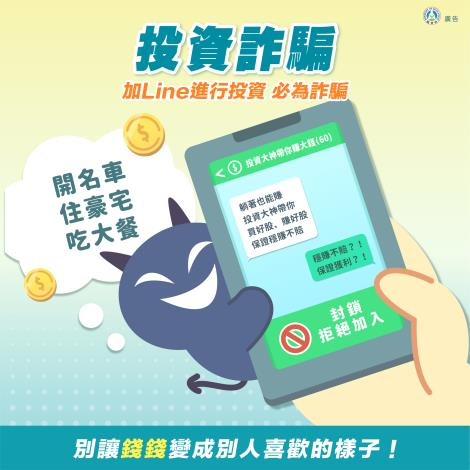 廣告
投資詐騙
加Line進行投資 必為詐騙
開名車
住豪宅
吃大餐
< $ 投資大神帶你賺大錢(60)
躺著也能賺
投資大神帶你
買好股、賺好股
保證穩賺不賠
穩賺不賠？！
保證獲利？！
封鎖
拒絕加入
別讓錢錢變成別人喜歡的樣子！